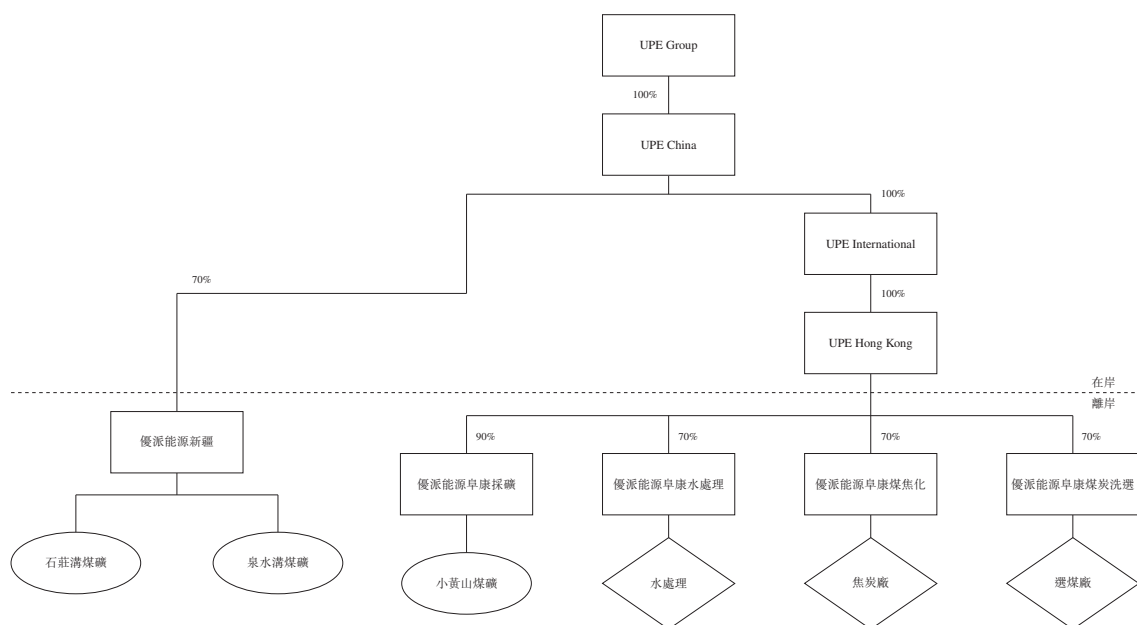 UPE Group
100%
UPE China
100%
UPE International
70%
100%
UPE Hong Kong
在岸
離岸
優派能源新疆
90%
70%
70%
70%
優派能源阜康採礦
優派能源阜康水處理
優派能源阜康煤焦化
優派能源阜康煤炭洗選
石莊溝煤礦
泉水溝煤礦
小黃山煤礦
水處理
焦炭廠
選煤廠